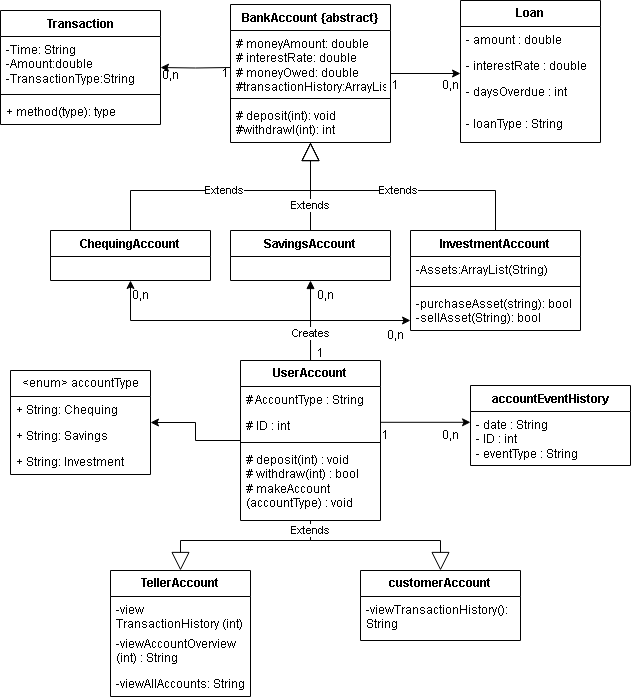 Transaction
-Time: String
-Amount:double
-TransactionType:String
+ method(type): type
0,n
1
BankAccount {abstract}
# moneyAmount: double
# interestRate: double
# moneyOwed: double
#transactionHistory:ArrayLis
# deposit(int): void
#withdrawl(int): int
1
0,n
Loan
- amount : double
- interestRate : double
- daysOverdue : int
- loanType : String
Extends
Extends
Extends
ChequingAccount
SavingsAccount
InvestmentAccount
-Assets:ArrayList(String)
-purchaseAsset(string): bool
-sellAsset(String): bool
0,n
0,n
0,n
Creates
1
<enum> accountType
+ String: Chequing
+ String: Savings
+ String: Investment
UserAccount
# AccountType : String
# ID : int
# deposit(int) : void
# withdraw(int) : bool
# makeAccount
(accountType) : void
1
0,n
accountEventHistory
- date : String
- ID : int
- eventType : String
Extends
TellerAccount
-view
TransactionHistory (int)
-viewAccountOverview
(int) : String
-viewAllAccounts: String
customerAccount
-viewTransactionHistory():
String